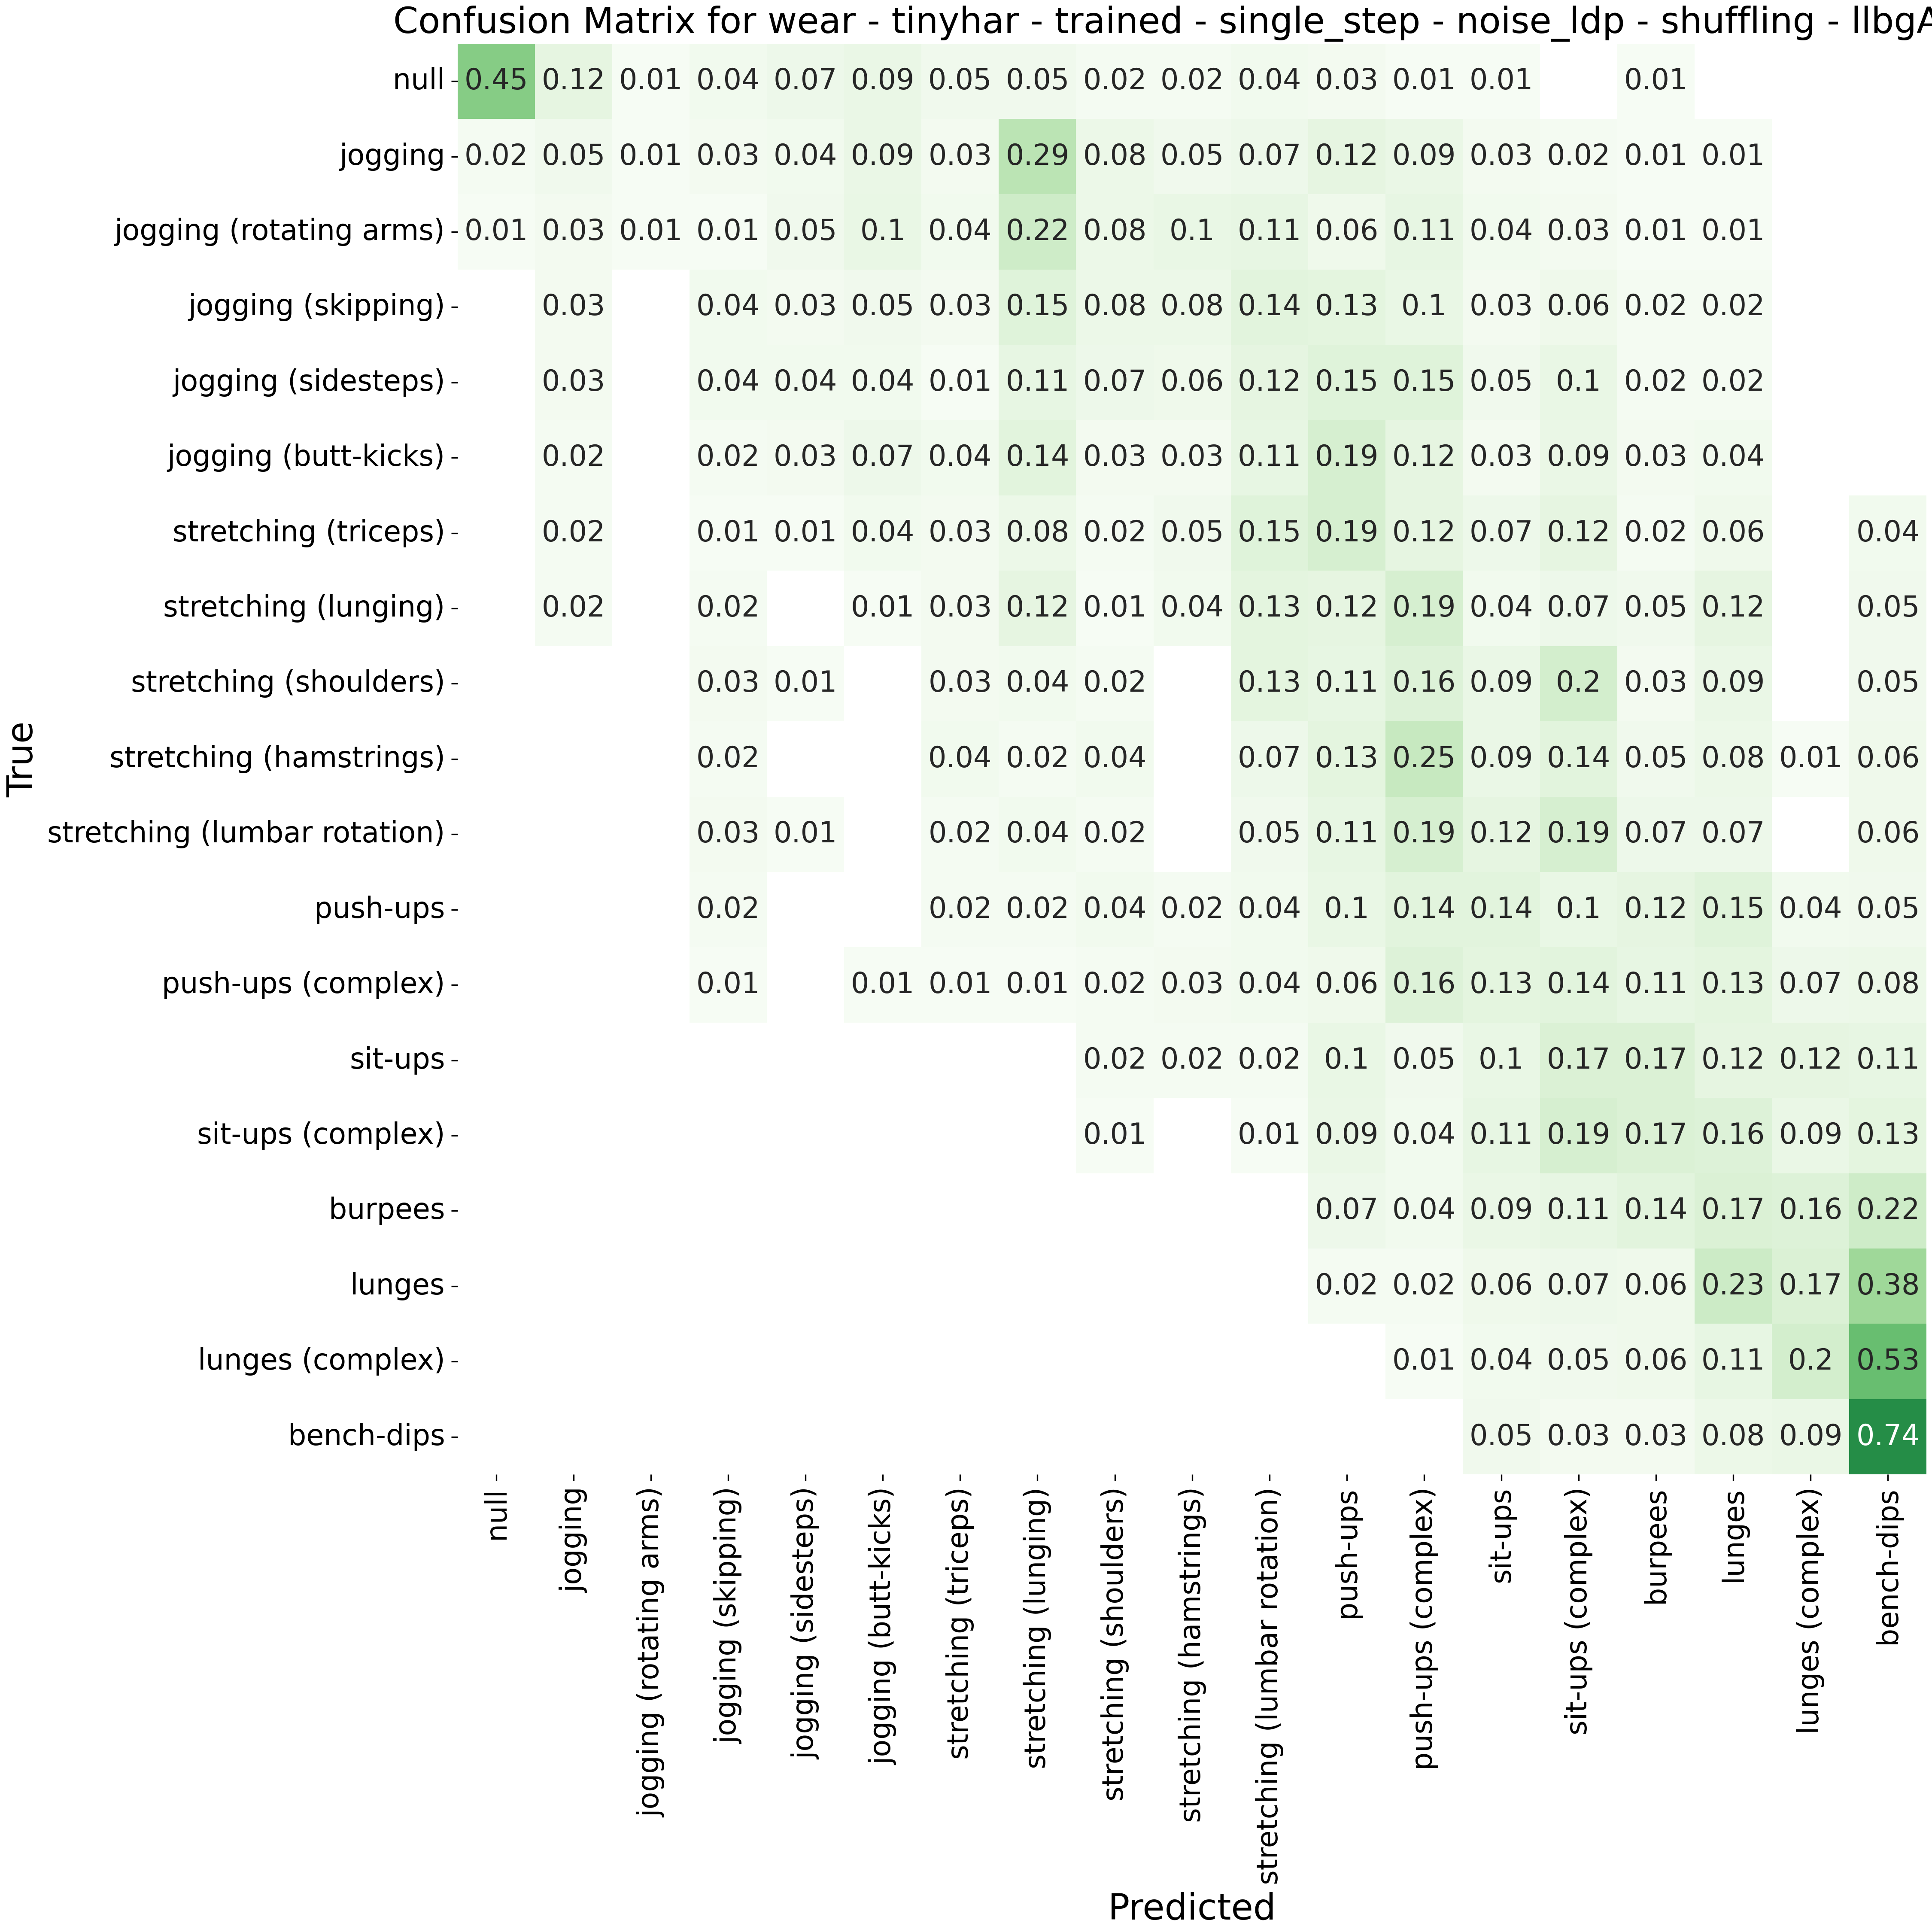 Confusion Matrix for wear - tinyhar - trained - single_step - noise_ldp - shuffling - llbgA
null 0.45 0.12 0.01 0.04 0.07 0.09 0.05 0.05 0.02 0.02 0.04 0.03 0.01 0.01 0.01
jogging 0.02 0.05 0.01 0.03 0.04 0.09 0.03 0.29 0.08 0.05 0.07 0.12 0.09 0.03 0.02 0.01 0.01
jogging (rotating arms) 0.01 0.03 0.01 0.01 0.05 0.1 0.04 0.22 0.08 0.1 0.11 0.06 0.11 0.04 0.03 0.01 0.01
jogging (skipping) 0.03 0.04 0.03 0.05 0.03 0.15 0.08 0.08 0.14 0.13 0.1 0.03 0.06 0.02 0.02
jogging (sidesteps) 0.03 0.04 0.04 0.04 0.01 0.11 0.07 0.06 0.12 0.15 0.15 0.05 0.1 0.02 0.02
jogging (butt-kicks) 0.02 0.02 0.03 0.07 0.04 0.14 0.03 0.03 0.11 0.19 0.12 0.03 0.09 0.03 0.04
stretching (triceps) 0.02 0.01 0.01 0.04 0.03 0.08 0.02 0.05 0.15 0.19 0.12 0.07 0.12 0.02 0.06 0.04
stretching (lunging) 0.02 0.02 0.01 0.03 0.12 0.01 0.04 0.13 0.12 0.19 0.04 0.07 0.05 0.12 0.05
stretching (shoulders) 0.03 0.01 0.03 0.04 0.02 0.13 0.11 0.16 0.09 0.2 0.03 0.09 0.05
stretching (hamstrings) 0.02 0.04 0.02 0.04 0.07 0.13 0.25 0.09 0.14 0.05 0.08 0.01 0.06
stretching (lumbar rotation) 0.03 0.01 0.02 0.04 0.02 0.05 0.11 0.19 0.12 0.19 0.07 0.07 0.06
push-ups 0.02 0.02 0.02 0.04 0.02 0.04 0.1 0.14 0.14 0.1 0.12 0.15 0.04 0.05
push-ups (complex) 0.01 0.01 0.01 0.01 0.02 0.03 0.04 0.06 0.16 0.13 0.14 0.11 0.13 0.07 0.08
sit-ups 0.02 0.02 0.02 0.1 0.05 0.1 0.17 0.17 0.12 0.12 0.11
sit-ups (complex) 0.01 0.01 0.09 0.04 0.11 0.19 0.17 0.16 0.09 0.13
burpees 0.07 0.04 0.09 0.11 0.14 0.17 0.16 0.22
lunges 0.02 0.02 0.06 0.07 0.06 0.23 0.17 0.38
lunges (complex) 0.01 0.04 0.05 0.06 0.11 0.2 0.53
bench-dips 0.05 0.03 0.03 0.08 0.09 0.74
True
null
jogging
jogging (rotating arms)
jogging (skipping)
jogging (sidesteps)
jogging (butt-kicks)
stretching (triceps)
stretching (lunging)
stretching (shoulders)
stretching (hamstrings)
stretching (lumbar rotation)
push-ups
push-ups (complex)
sit-ups
sit-ups (complex)
burpees
lunges
lunges (complex)
bench-dips
Predicted